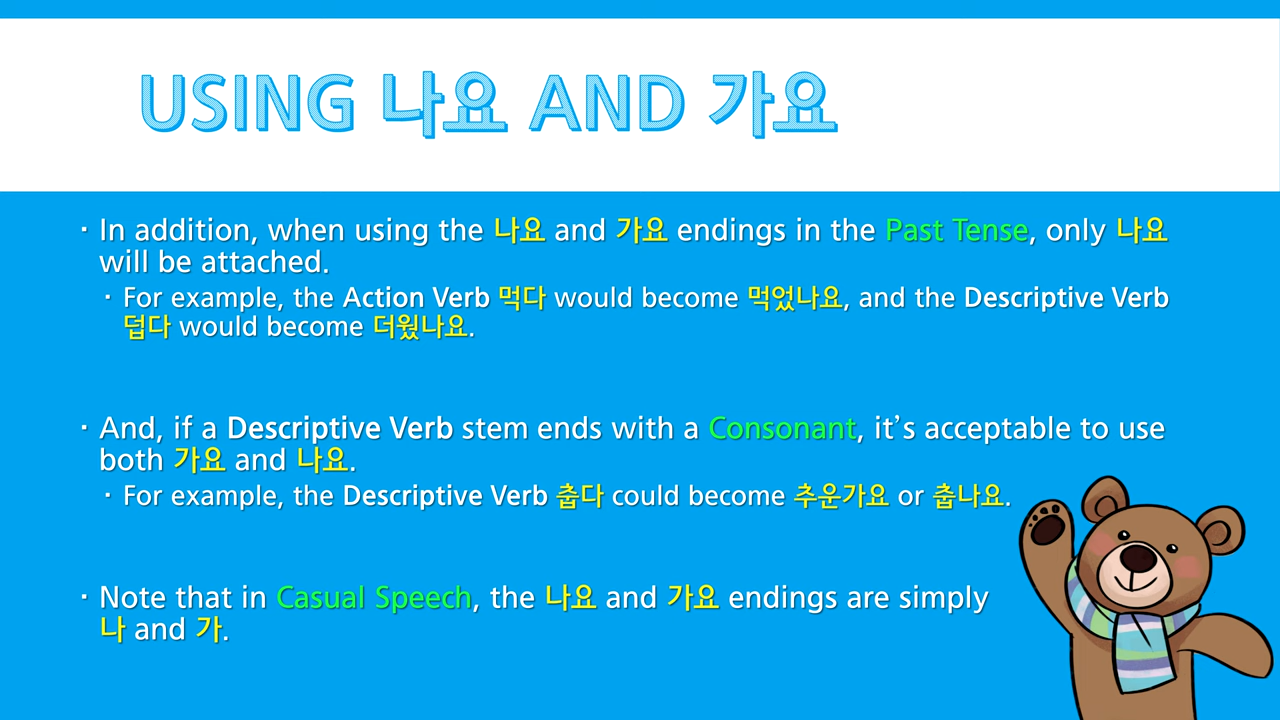 USING 나요 AND 가요
· In addition, when using the 나요 and 가요 endings in the Past Tense, only 나요
will be attached.
· For example, the Action Verb 먹다 would become 먹었나요, and the Descriptive Verb
덥다 would become 더웠나요.
· And, if a Descriptive Verb stem ends with a Consonant, it’s acceptable to use
both 가요 and 나요.
· For example, the Descriptive Verb 춥다 could become 추운가요 or 춥나요.
· Note that in Casual Speech, the 나요 and 가요 endings are simply
나 and 가.